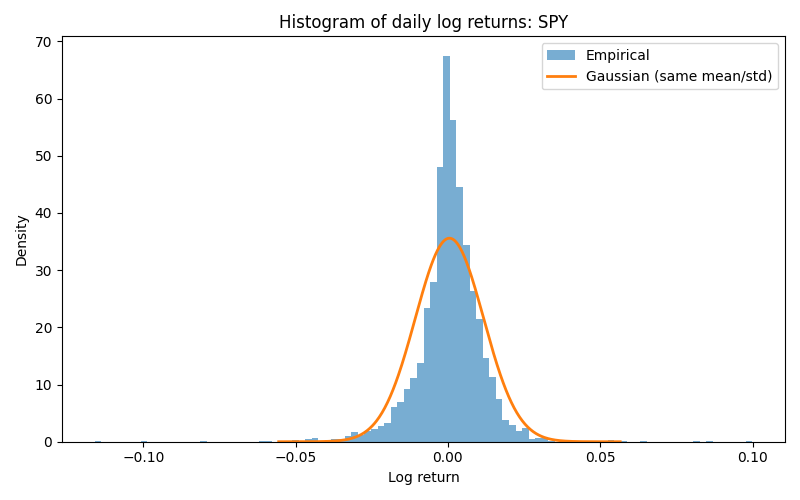 Histogram of daily log returns: SPY
Empirical
Gaussian (same mean/std)
Density
70
60
50
40
30
20
10
0
−0.10
−0.05
0.00
0.05
0.10
Log return